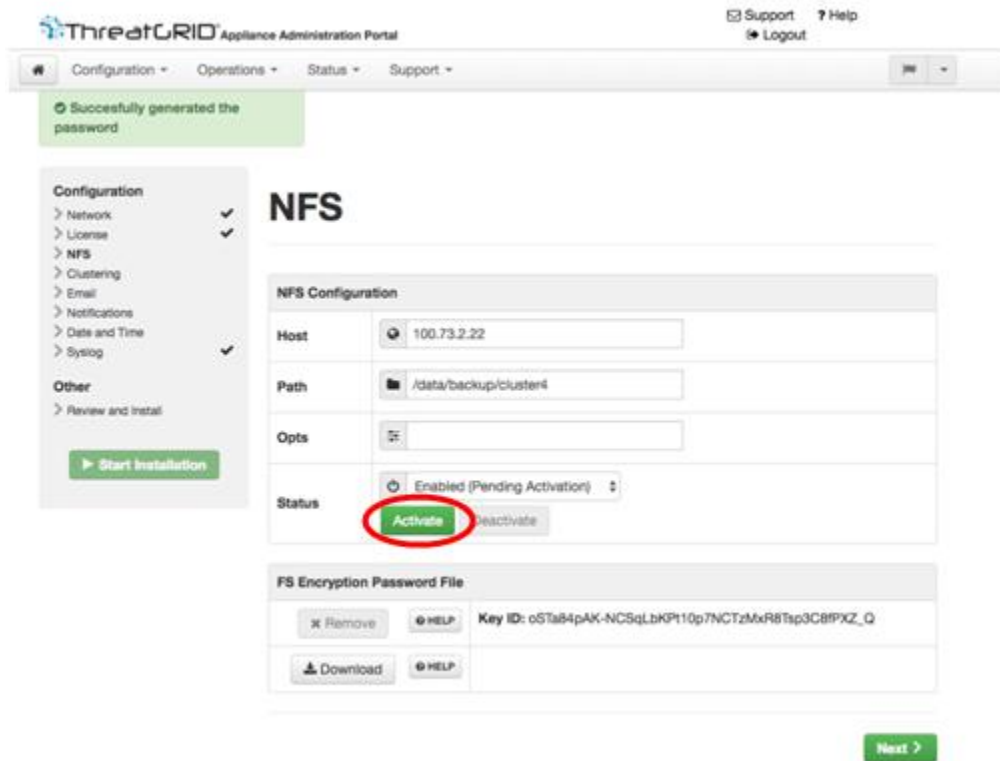 ThreatGRID Appliance Administration Portal
Support ? Help
Logout
Configuration Operations Status Support
Succesfully generated the
password
Configuration
> Network
> License
> NFS
> Clustering
> Email
> Notifications
> Date and Time
> Syslog
Other
> Review and Install
Start Installation
NFS
NFS Configuration
Host 100.73.2.22
Path /data/backup/cluster4
Opts
Status Enabled (Pending Activation)
Activate Deactivate
FS Encryption Password File
Remove HELP Key ID: oSTa84pAK-NCSqLbKPt10p7NCTzMxR8Tsp3C8fPXZ_Q
Download HELP
Next >